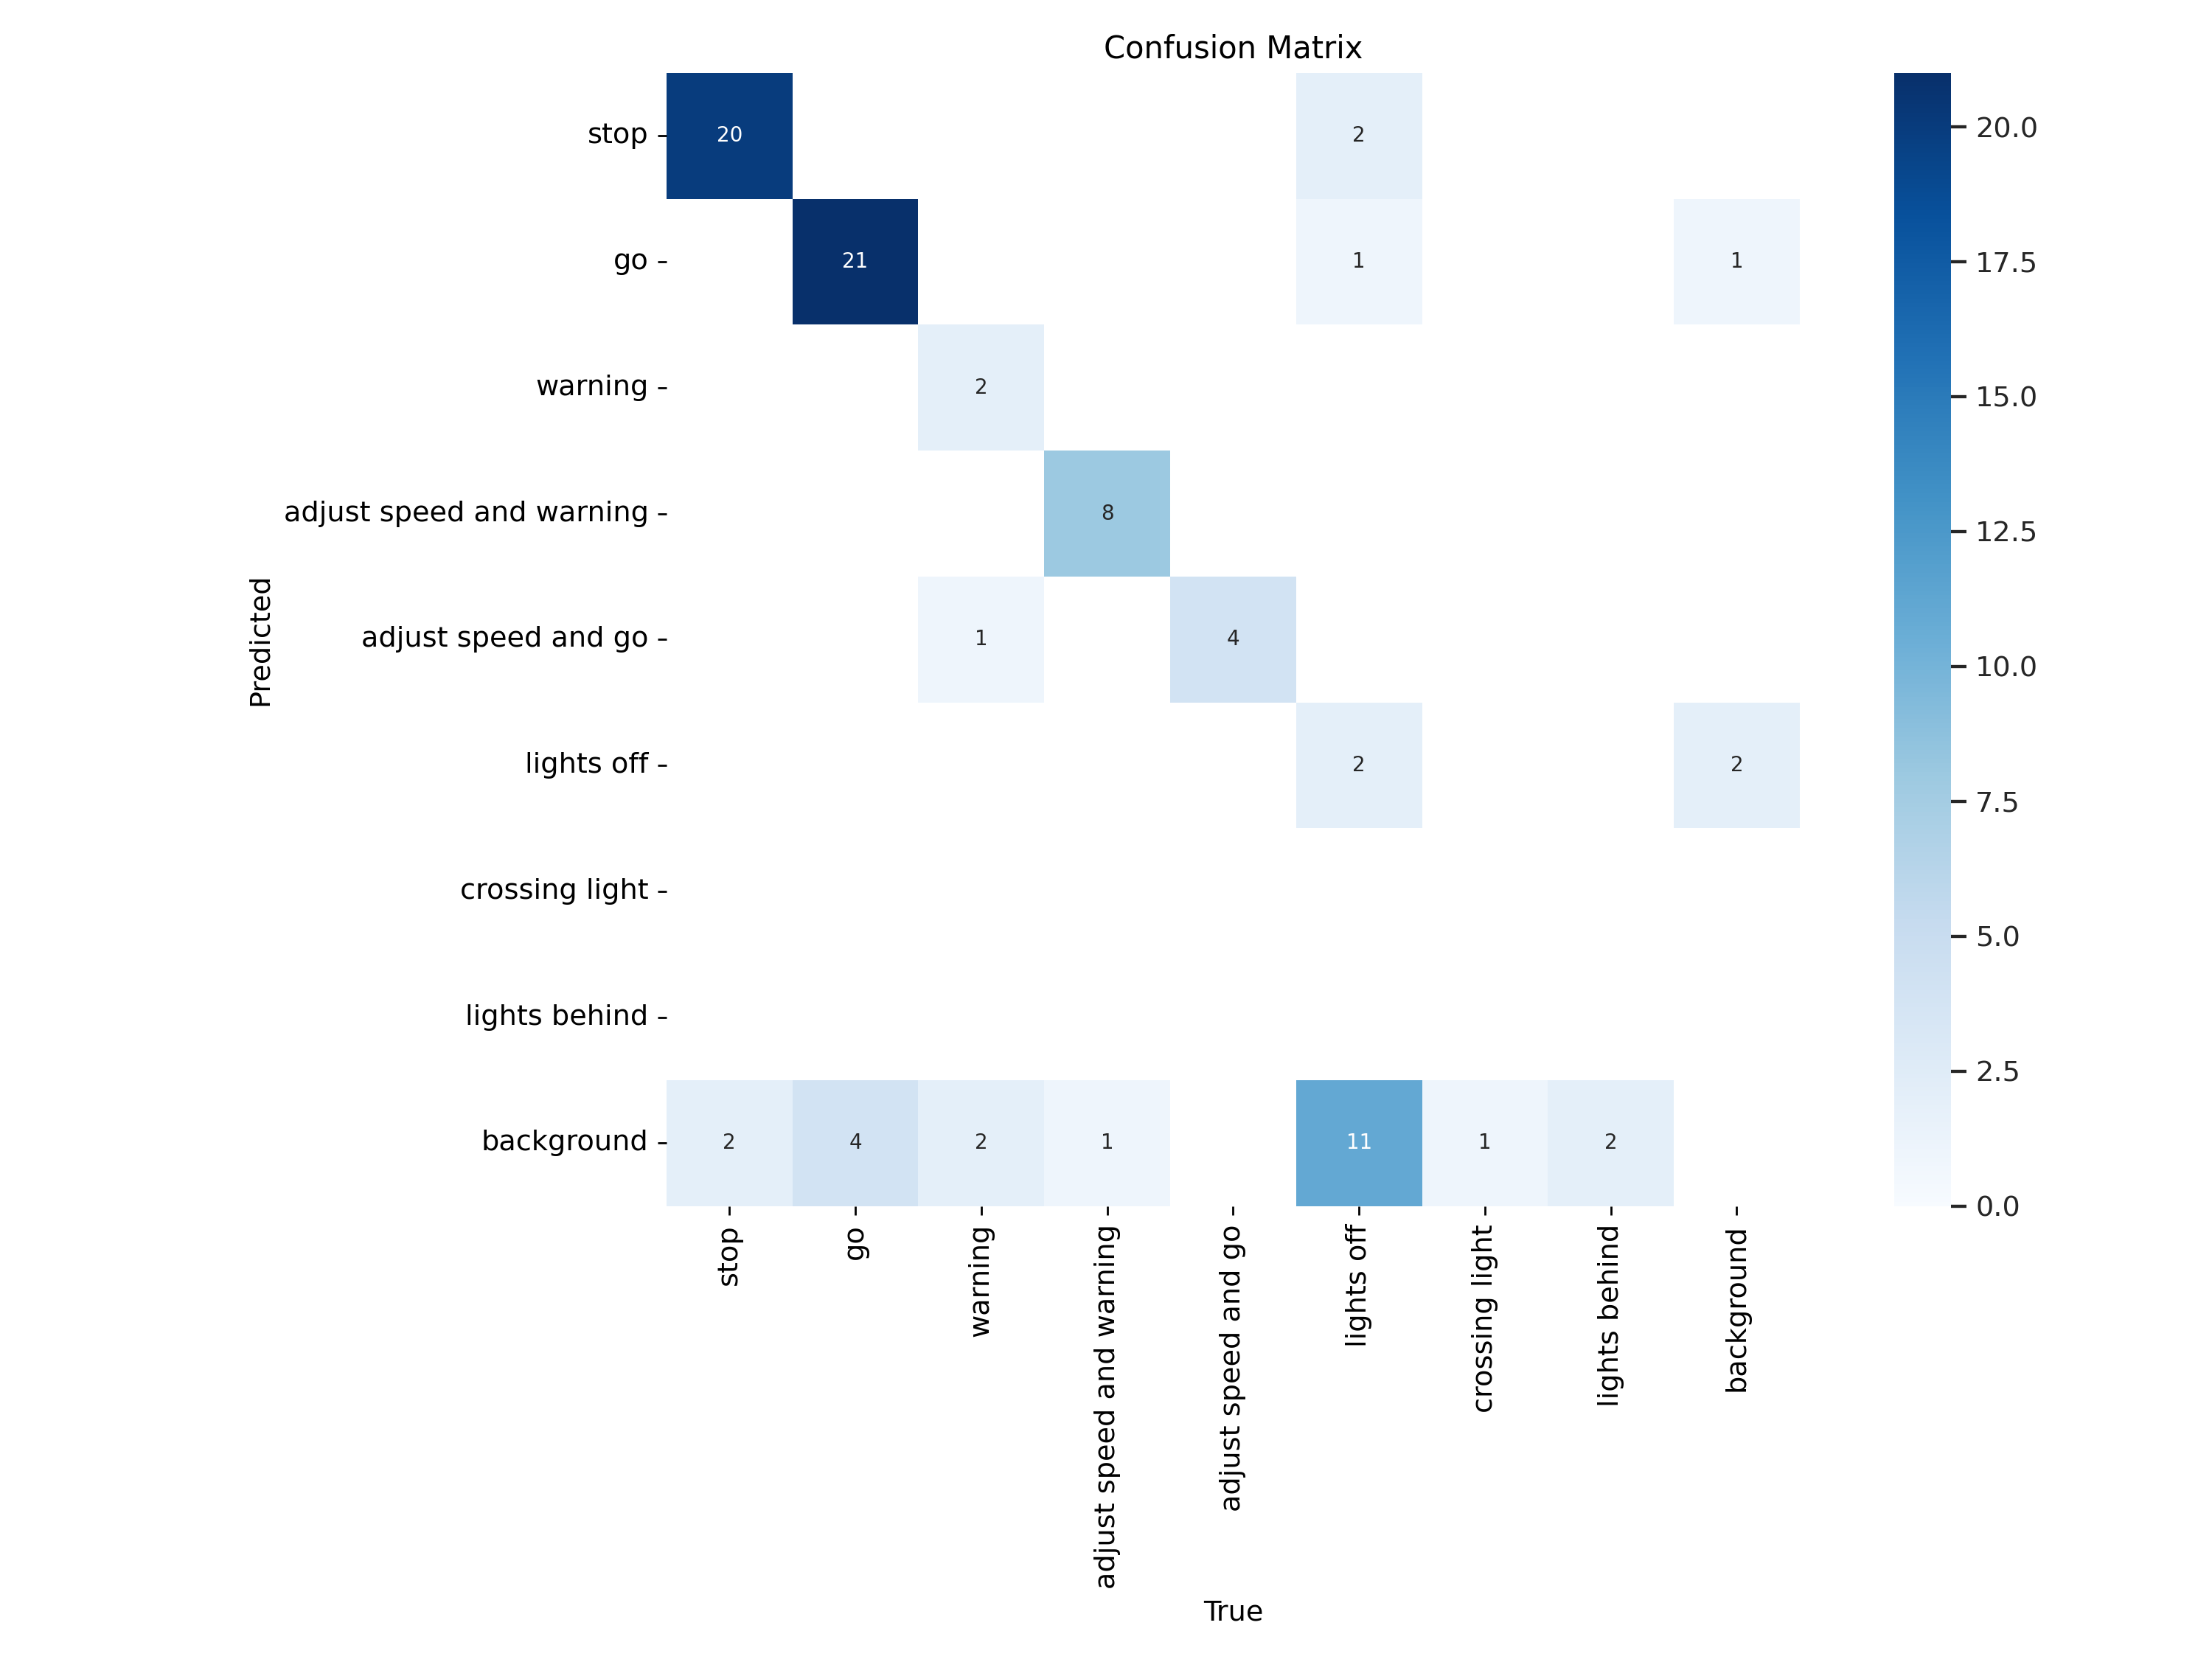 Confusion Matrix
stop
20
2
20.0
go
21
1
1
17.5
warning
2
15.0
adjust speed and warning
8
12.5
Predicted
adjust speed and go
1
4
10.0
lights off
2
2
7.5
crossing light
5.0
lights behind
2.5
background
2
4
2
1
11
1
2
0.0
stop
go
warning
adjust speed and warning
adjust speed and go
lights off
crossing light
lights behind
background
True